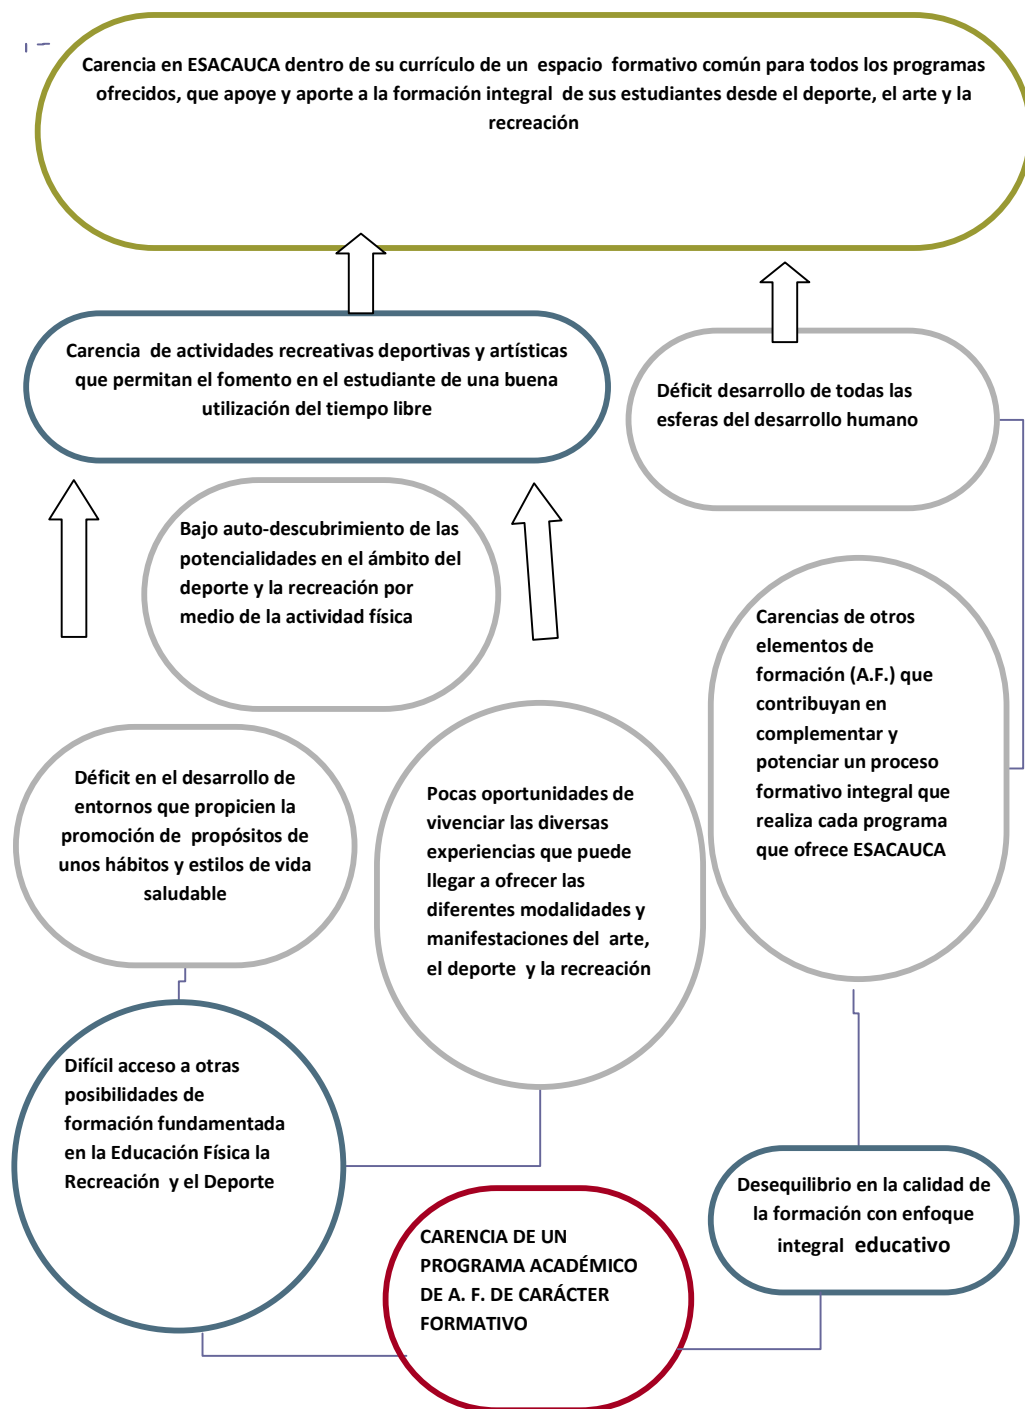 Carencia en ESACAUCA dentro de su currículo de un espacio formativo común para todos los programas
ofrecidos, que apoye y aporte a la formación integral de sus estudiantes desde el deporte, el arte y la
recreación
Carencia de actividades recreativas deportivas y artísticas
que permitan el fomento en el estudiante de una buena
utilización del tiempo libre
Déficit desarrollo de todas las
esferas del desarrollo humano
Bajo auto-descubrimiento de las
potencialidades en el ámbito del
deporte y la recreación por
medio de la actividad física
Carencias de otros
elementos de
formación (A.F.) que
contribuyan en
complementar y
potenciar un proceso
formativo integral que
realiza cada programa
que ofrece ESACAUCA
Déficit en el desarrollo de
entornos que propicien la
promoción de propósitos de
unos hábitos y estilos de vida
saludable
Pocas oportunidades de
vivenciar las diversas
experiencias que puede
llegar a ofrecer las
diferentes modalidades y
manifestaciones del arte,
el deporte y la recreación
Difícil acceso a otras
posibilidades de
formación fundamentada
en la Educación Física la
Recreación y el Deporte
Desequilibrio en la calidad de
la formación con enfoque
integral educativo
CARENCIA DE UN
PROGRAMA ACADÉMICO
DE A. F. DE CARÁCTER
FORMATIVO